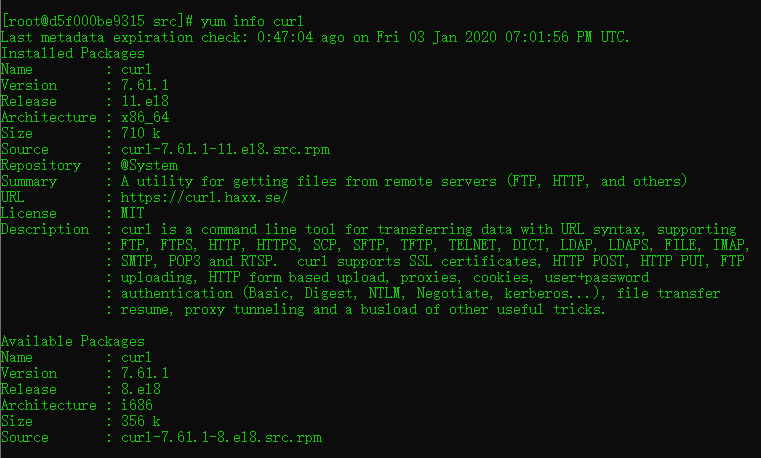 [root@d5f000be9315 src]# yum info curl
Last metadata expiration check: 0:47:04 ago on Fri 03 Jan 2020 07:01:56 PM UTC.
Installed Packages
Name         : curl
Version      : 7.61.1
Release      : 11.el8
Architecture : x86_64
Size         : 710 k
Source       : curl-7.61.1-11.el8.src.rpm
Repository   : @System
Summary      : A utility for getting files from remote servers (FTP, HTTP, and others)
URL          : https://curl.haxx.se/
License      : MIT
Description  : curl is a command line tool for transferring data with URL syntax, supporting
             : FTP, FTPS, HTTP, HTTPS, SCP, SFTP, TFTP, TELNET, DICT, LDAP, LDAPS, FILE, IMAP,
             : SMTP, POP3 and RTSP.  curl supports SSL certificates, HTTP POST, HTTP PUT, FTP
             : uploading, HTTP form based upload, proxies, cookies, user+password
             : authentication (Basic, Digest, NTLM, Negotiate, kerberos...), file transfer
             : resume, proxy tunneling and a busload of other useful tricks.
Available Packages
Name         : curl
Version      : 7.61.1
Release      : 8.el8
Architecture : i686
Size         : 356 k
Source       : curl-7.61.1-8.el8.src.rpm